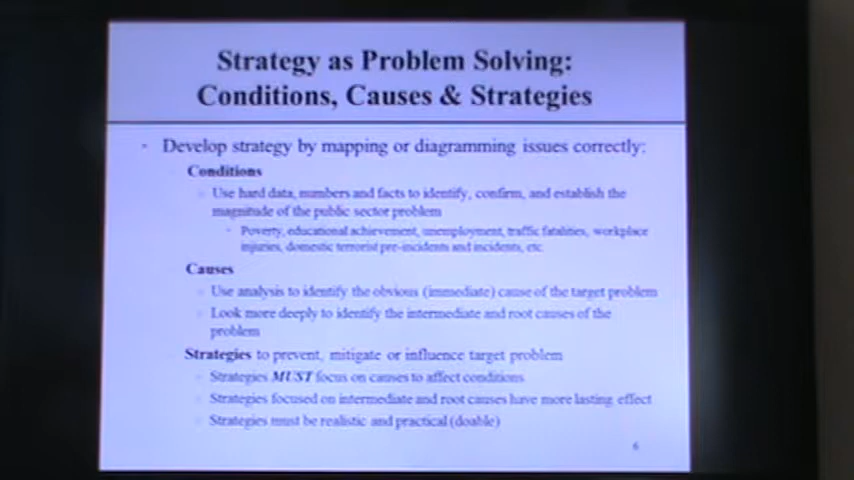 Strategy as Problem Solving:
Conditions, Causes & Strategies
Develop strategy by mapping or diagramming issues correctly:
Conditions
Use hard data, numbers and facts to identify, confirm, and establish the
magnitude of the public sector problem
Poverty, educational achievement, unemployment, traffic fatalities, workplace
injuries, domestic terrorist pre-incidents and incidents, etc
Causes
Use analysis to identify the obvious (immediate) cause of the target problem
Look more deeply to identify the intermediate and root causes of the
problem
Strategies to prevent, mitigate or influence target problem
Strategies MUST focus on causes to affect conditions
Strategies focused on intermediate and root causes have more lasting effect
Strategies must be realistic and practical (doable)
6